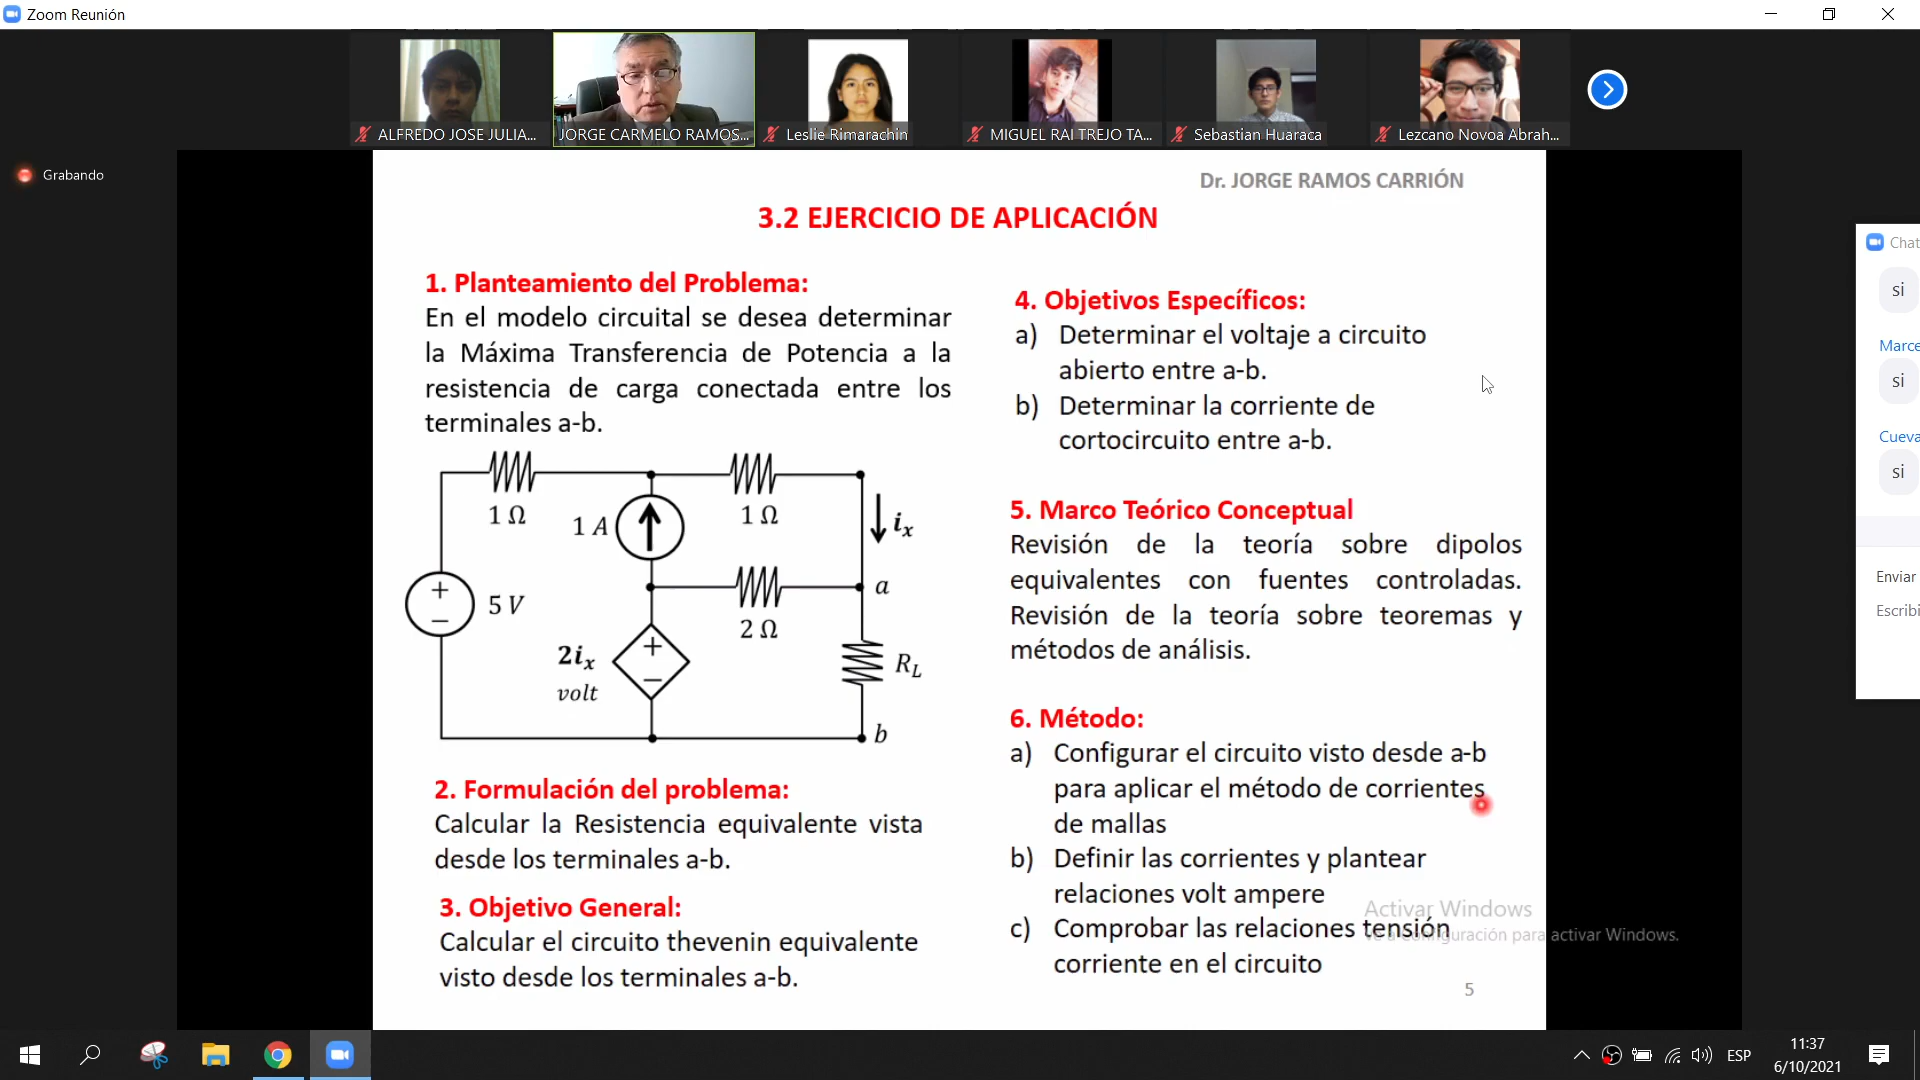 Zoom Reunión
ALFREDO JOSE JULIA...
JORGE CARMELO RAMOS...
Leslie Rimarachin
MIGUEL RAI TREJO TA...
Sebastian Huaraca
Lezcano Novoa Abrah...
Grabando
Dr. JORGE RAMOS CARRIÓN
3.2 EJERCICIO DE APLICACIÓN
1. Planteamiento del Problema:
En el modelo circuital se desea determinar
la Máxima Transferencia de Potencia a la
resistencia de carga conectada entre los
terminales a-b.
1 Ω
1 A
1 Ω
iₓ
a
5 V
2 Ω
2iₓ
volt
R_L
b
2. Formulación del problema:
Calcular la Resistencia equivalente vista
desde los terminales a-b.
3. Objetivo General:
Calcular el circuito thevenin equivalente
visto desde los terminales a-b.
4. Objetivos Específicos:
a) Determinar el voltaje a circuito
abierto entre a-b.
b) Determinar la corriente de
cortocircuito entre a-b.
5. Marco Teórico Conceptual
Revisión de la teoría sobre dipolos
equivalentes con fuentes controladas.
Revisión de la teoría sobre teoremas y
métodos de análisis.
6. Método:
a) Configurar el circuito visto desde a-b
para aplicar el método de corrientes
de mallas
b) Definir las corrientes y plantear
relaciones volt ampere
c) Comprobar las relaciones tensión
corriente en el circuito
5
Activar Windows
Ve a Configuración para activar Windows.
Chat
si
Marce
si
Cueva
si
Enviar
Escribi
ESP
11:37
6/10/2021